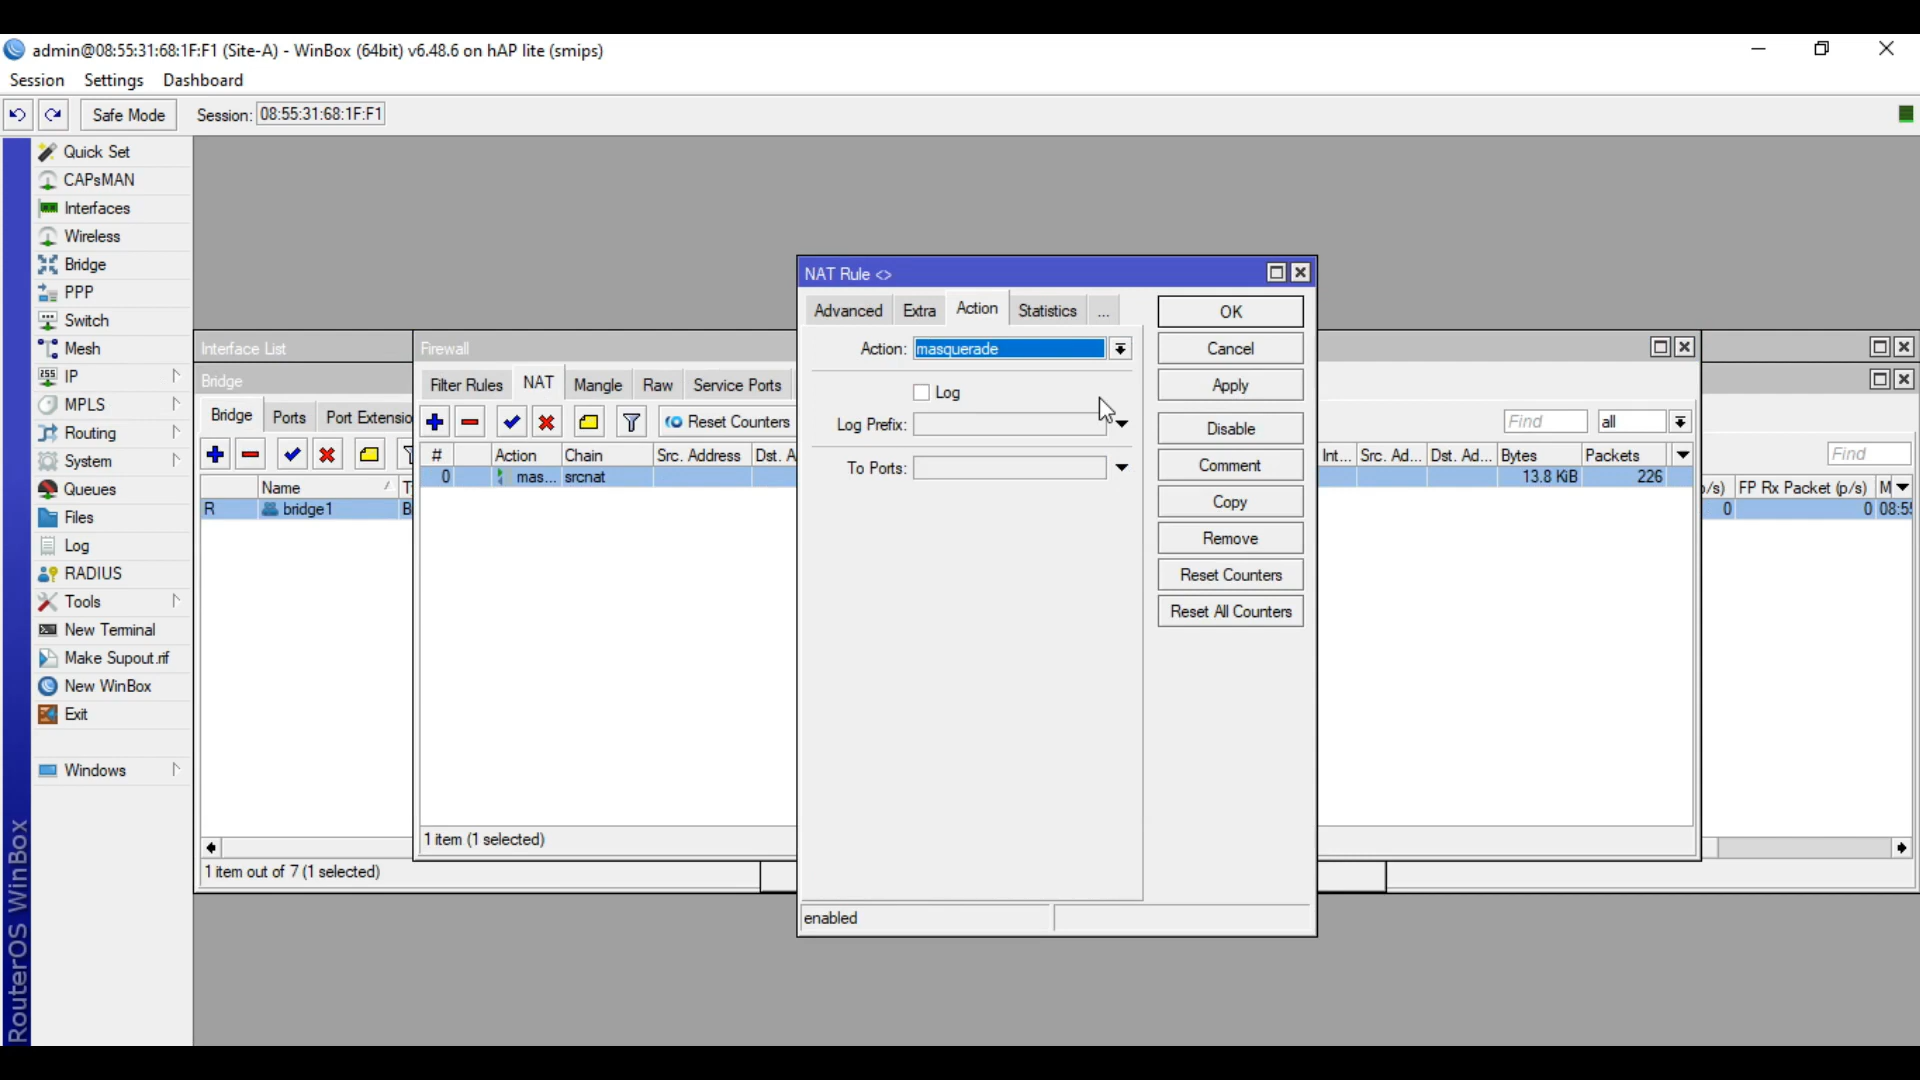 admin@08:55:31:68:1F:F1 (Site-A) - WinBox (64bit) v6.48.6 on hAP lite (smips)
Session Settings Dashboard
Safe Mode Session: 08:55:31:68:1F:F1
Quick Set
CAPsMAN
Interfaces
Wireless
Bridge
PPP
Switch
Mesh
IP
MPLS
Routing
System
Queues
Files
Log
RADIUS
Tools
New Terminal
Make Supout.rif
New WinBox
Exit
Windows
RouterOS WinBox
Interface List
Bridge
Bridge Ports Port Extensio
Name
R bridge1
1 item out of 7 (1 selected)
Firewall
Filter Rules NAT Mangle Raw Service Ports
Reset Counters
# Action Chain Src. Address Dst. A
0 mas... srcnat
1 item (1 selected)
NAT Rule <>
Advanced Extra Action Statistics ...
Action: masquerade
Log
Log Prefix:
To Ports:
OK
Cancel
Apply
Disable
Comment
Copy
Remove
Reset Counters
Reset All Counters
enabled
Find all
Int... Src. Ad... Dst. Ad... Bytes Packets
13.8 KiB 226
Find
/s) FP Rx Packet (p/s) M
0 0 08:5